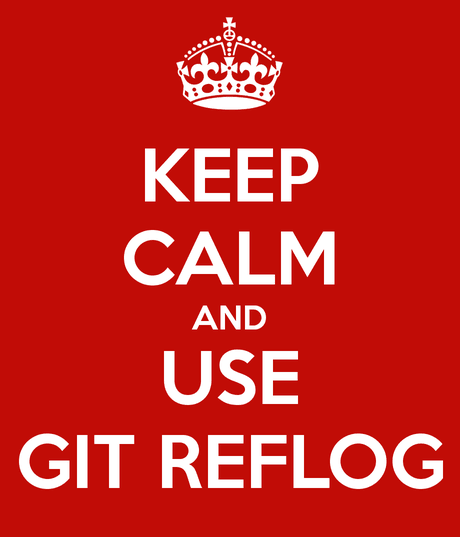 KEEP
CALM
AND
USE
GIT REFLOG